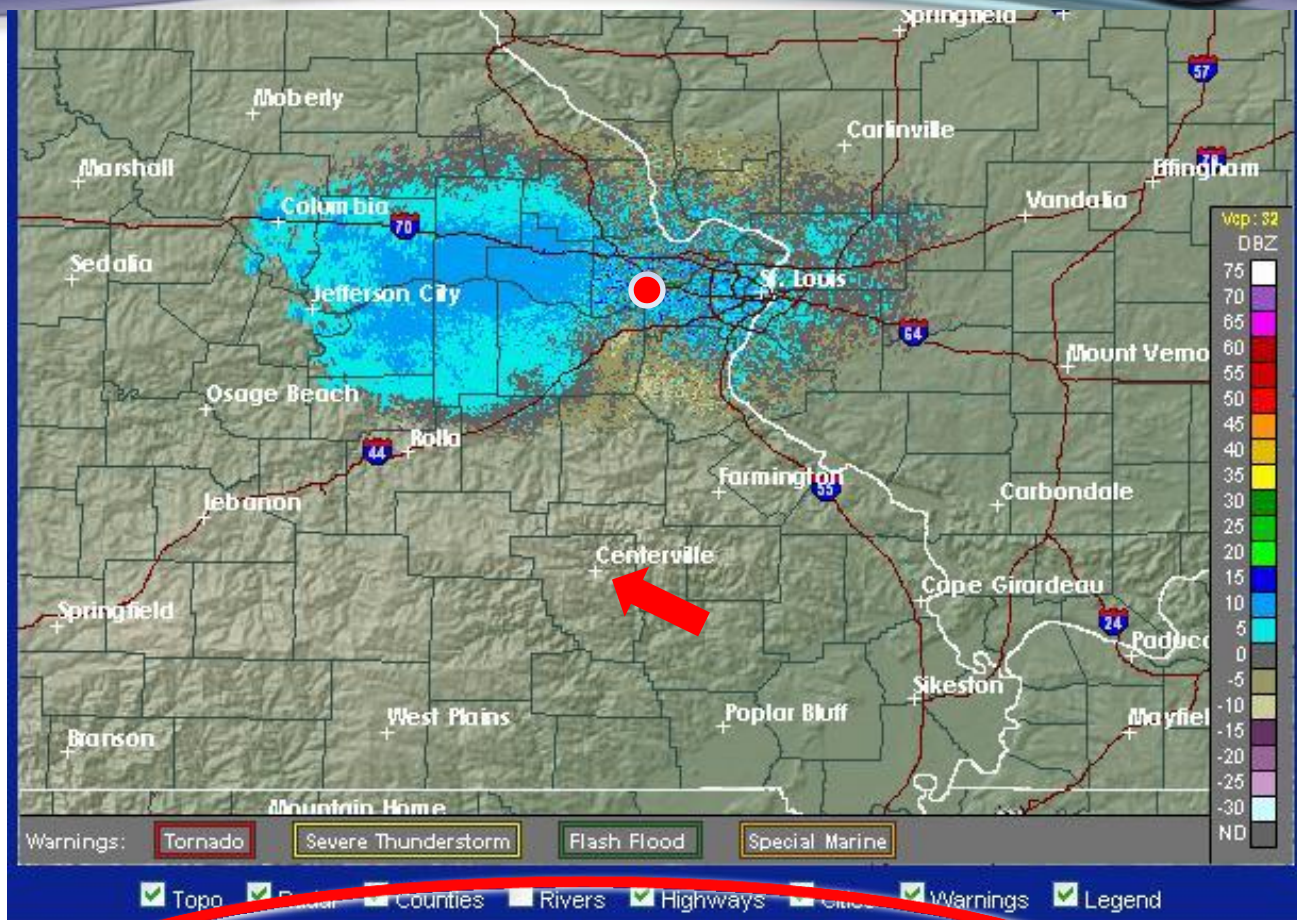 Springfield
57
Moberly
Carlinville
Marshall
70
Effingham
Columbia
70
Vandalia
Vcp: 32
DBZ
Sedalia
75
Jefferson City
St. Louis
70
65
64
60
Mount Verno
55
Osage Beach
50
45
Rolla
44
40
Farmington
35
55
Carbondale
30
Lebanon
25
20
Centerville
15
Cape Girardeau
10
Springfield
24
5
Paducc
0
-5
Sikeston
-10
West Plains
Poplar Bluff
Mayfiel
-15
Branson
-20
-25
Mountain Home
-30
Warnings: Tornado Severe Thunderstorm Flash Flood Special Marine
ND
Topo Radar Counties Rivers Highways Cities Warnings Legend